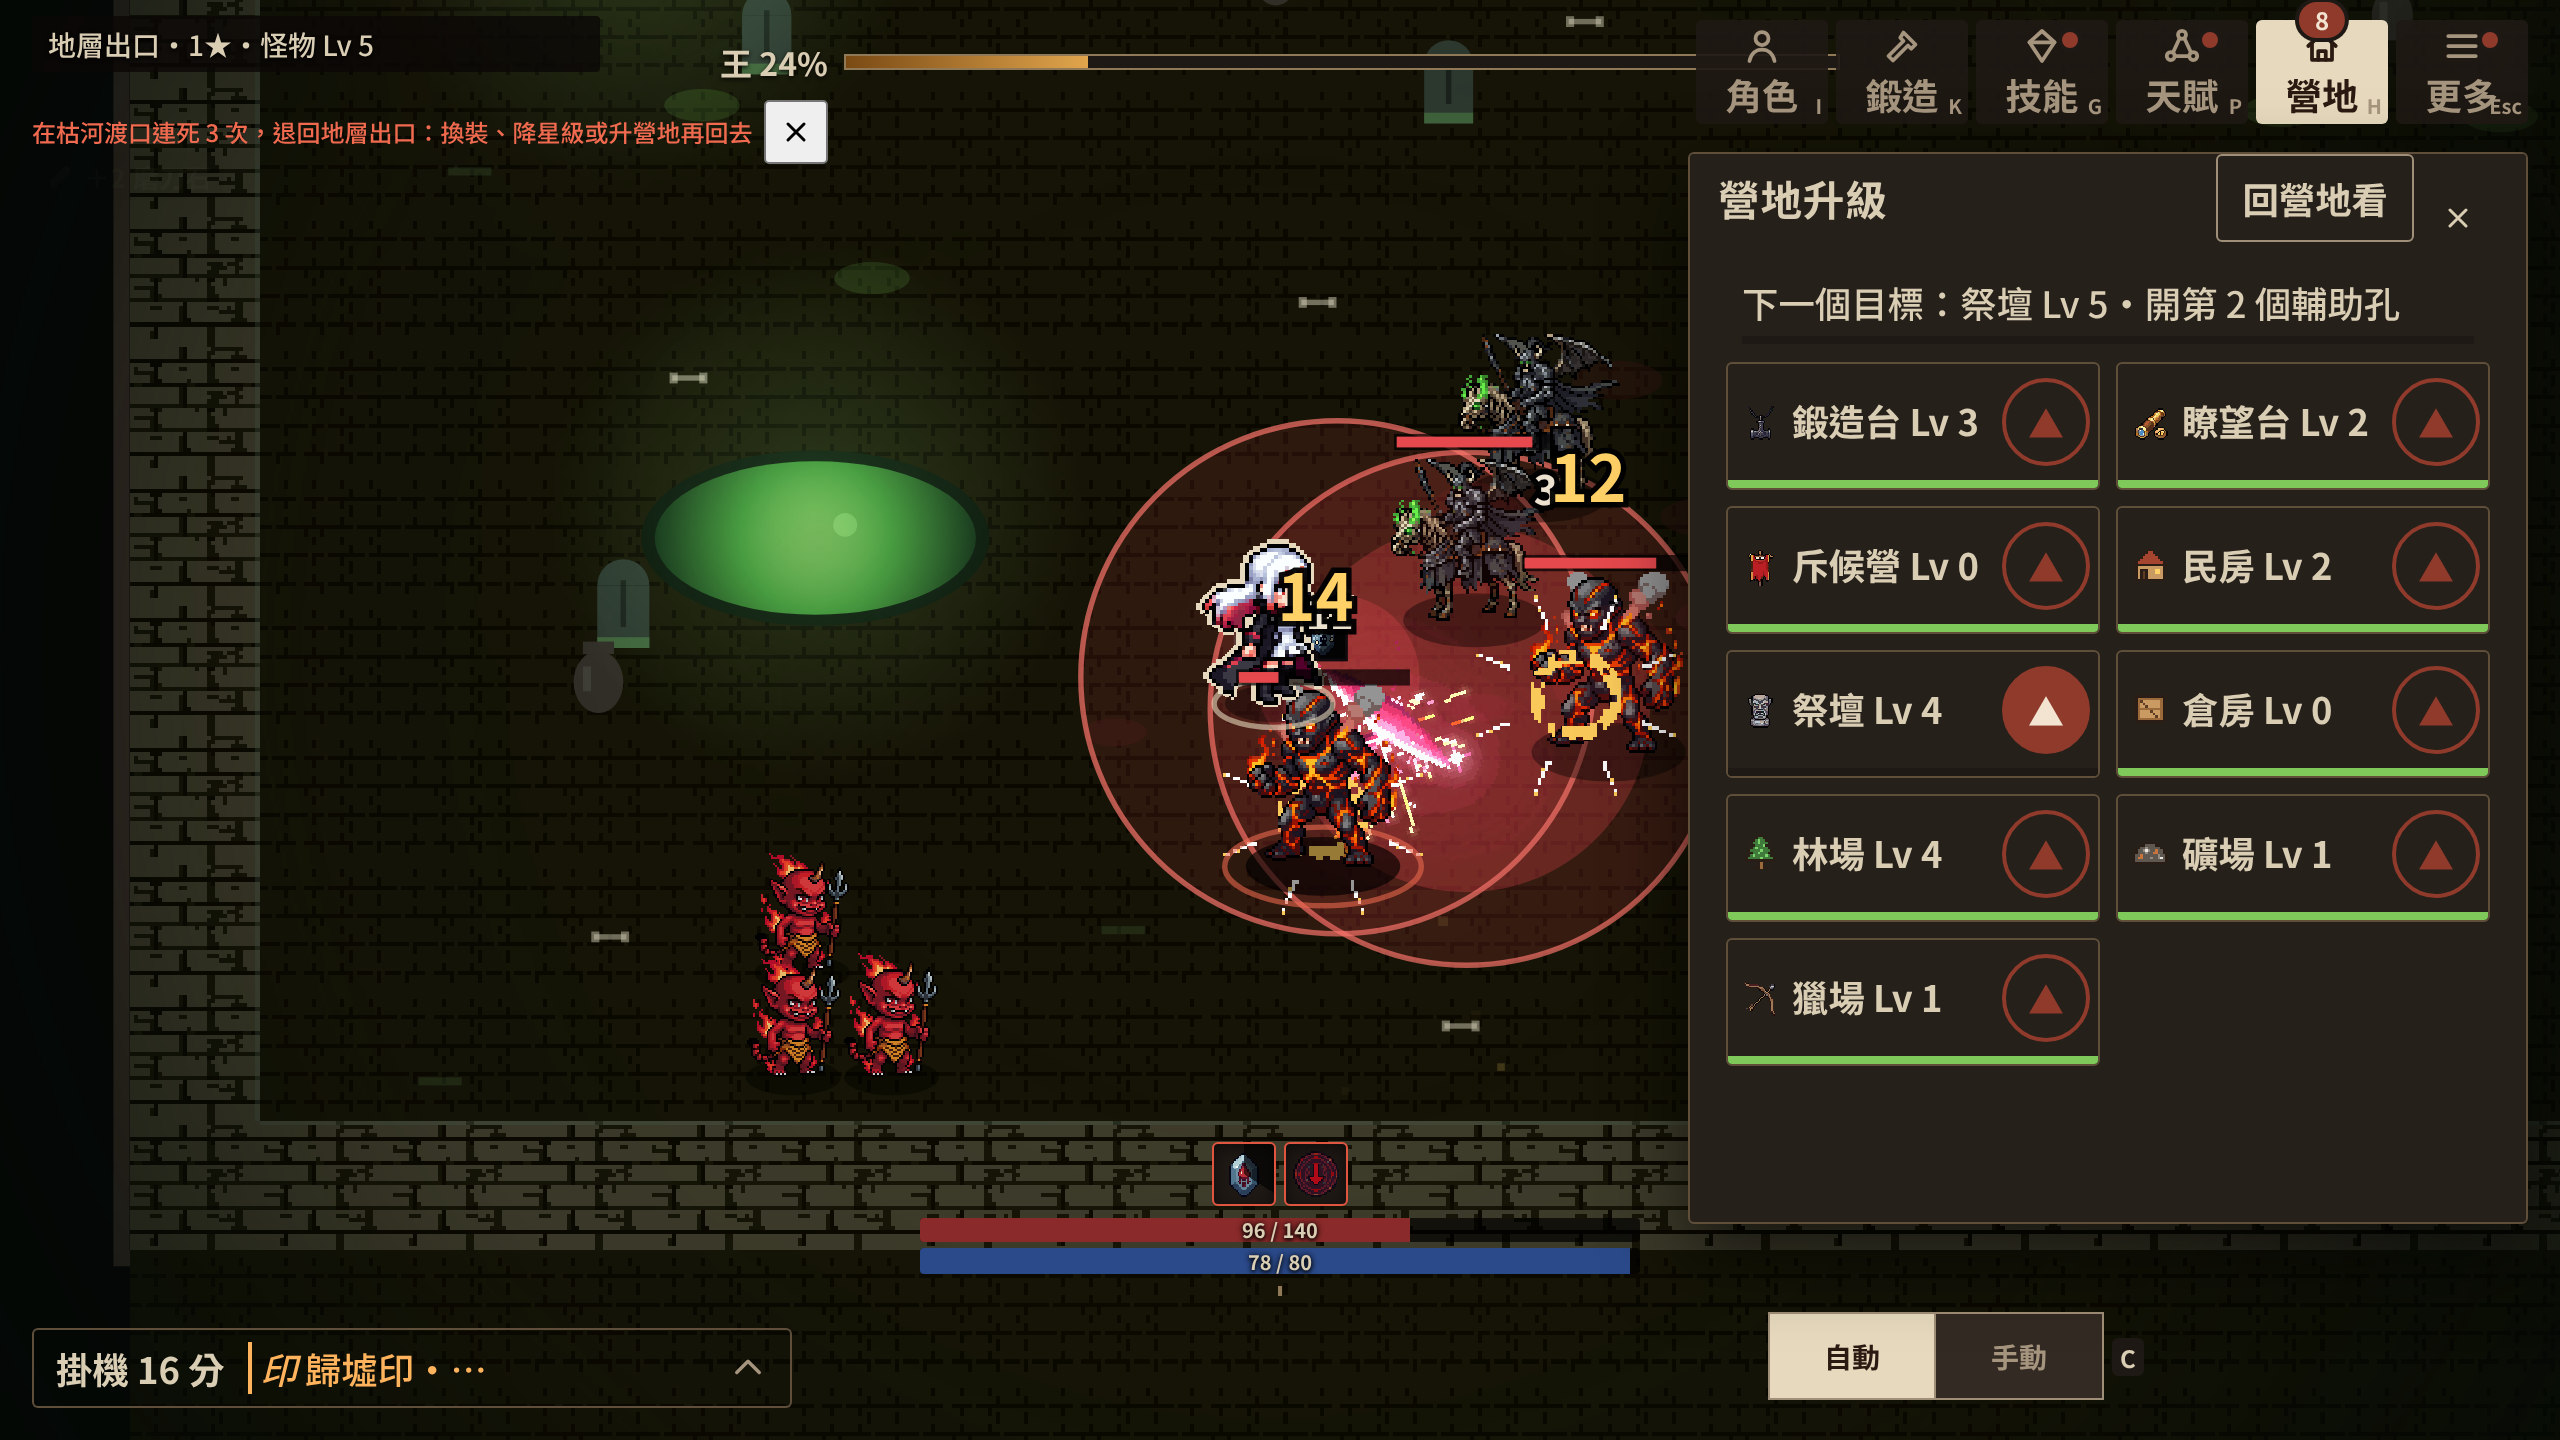 地層出口・1★・怪物 Lv 5
王 24%
在枯河渡口連死 3 次，退回地層出口：換裝、降星級或升營地再回去
角色 I
鍛造 K
技能 G
天賦 P
8
營地 H
更多 Esc
營地升級
回營地看
下一個目標：祭壇 Lv 5・開第 2 個輔助孔
鍛造台 Lv 3
瞭望台 Lv 2
斥候營 Lv 0
民房 Lv 2
祭壇 Lv 4
倉房 Lv 0
林場 Lv 4
礦場 Lv 1
獵場 Lv 1
3
12
14
96 / 140
78 / 80
掛機 16 分
印 歸墟印・…
自動
手動
C